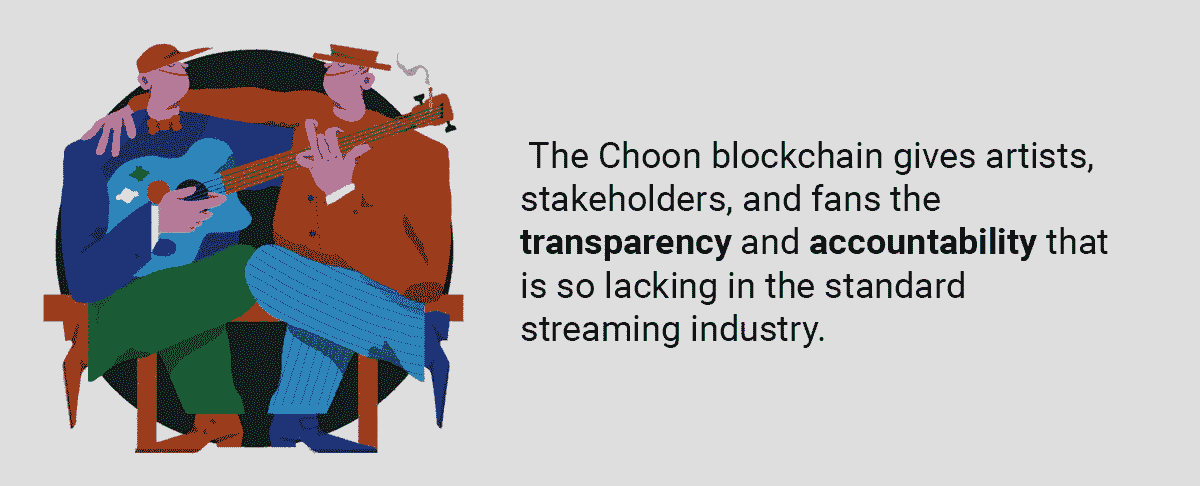 The Choon blockchain gives artists,
stakeholders, and fans the
transparency and accountability that
is so lacking in the standard
streaming industry.